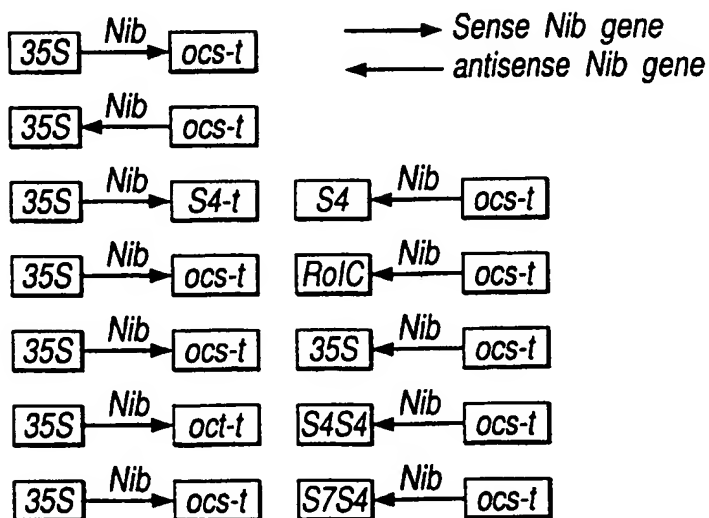 35S Nib ocs-t
Sense Nib gene
antisense Nib gene
35S Nib ocs-t
35S Nib S4-t S4 Nib ocs-t
35S Nib ocs-t RolC Nib ocs-t
35S Nib ocs-t 35S Nib ocs-t
35S Nib oct-t S4S4 Nib ocs-t
35S Nib ocs-t S7S4 Nib ocs-t